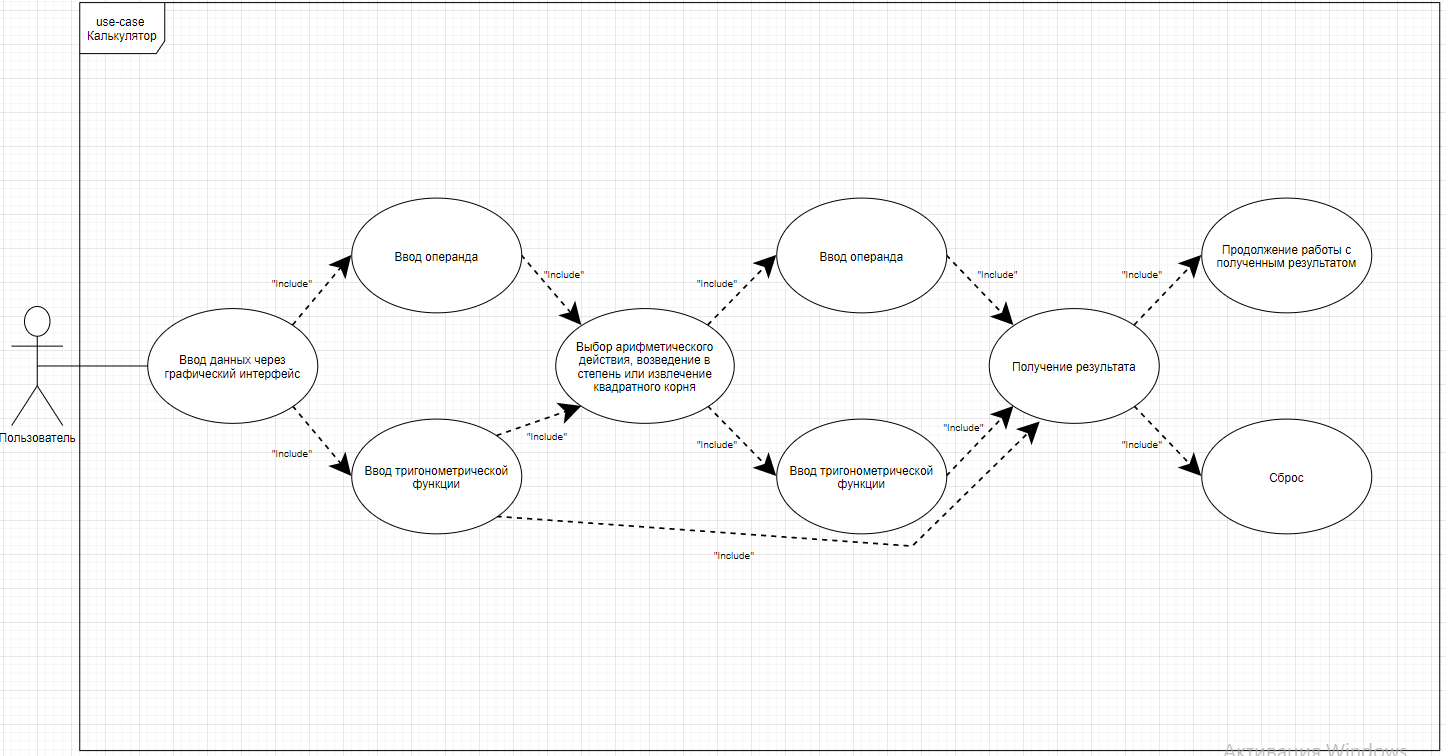 use-case
Калькулятор
Ввод операнда
Ввод операнда
Продолжение работы с
полученным результатом
"Include"
"Include"
"Include"
"Include"
"Include"
Пользователь
Ввод данных через
графический интерфейс
Выбор арифметического
действия, возведение в
степень или извлечение
квадратного корня
Получение результата
"Include"
"Include"
"Include"
"Include"
"Include"
Ввод тригонометрической
функции
Ввод тригонометрической
функции
Сброс
"Include"
Активация Windows